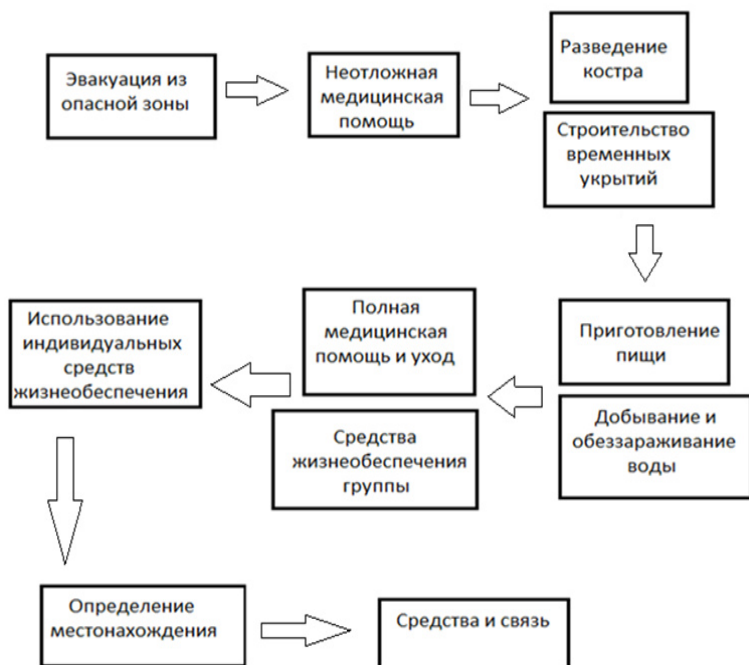 Эвакуация из
опасной зоны
Неотложная
медицинская
помощь
Разведение
костра
Строительство
временных
укрытий
Приготовление
пищи
Добывание и
обеззараживание
воды
Полная
медицинская
помощь и уход
Средства
жизнеобеспечения
группы
Использование
индивидуальных
средств
жизнеобеспечения
Определение
местонахождения
Средства и связь